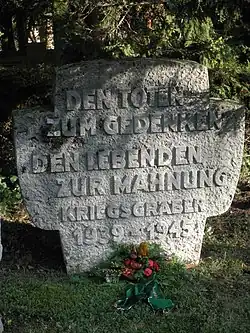 DEN TOTEN
ZUM GEDENKEN
DEN LEBENDEN
ZUR MAHNUNG
KRIEGSGRÄBER
1939-1945